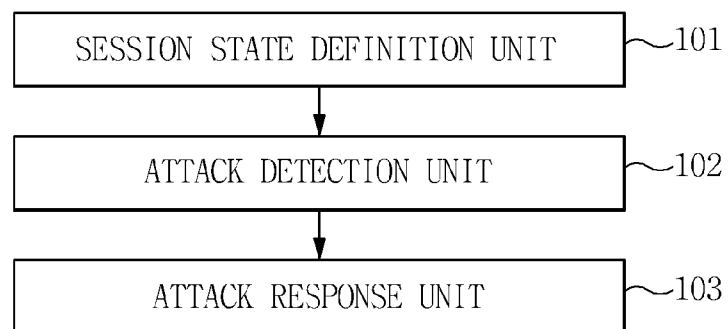 SESSION STATE DEFINITION UNIT 101
ATTACK DETECTION UNIT 102
ATTACK RESPONSE UNIT 103